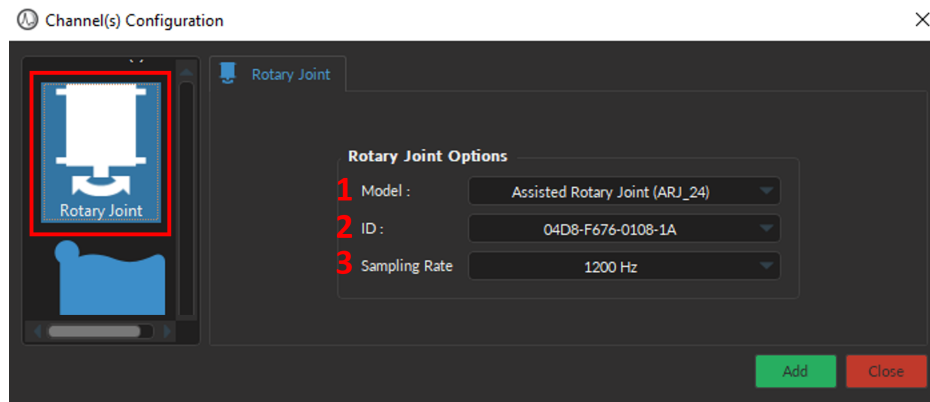 Channel(s) Configuration
Rotary Joint
Rotary Joint
Rotary Joint Options
1 Model : Assisted Rotary Joint (ARJ_24)
2 ID : 04D8-F676-0108-1A
3 Sampling Rate 1200 Hz
Add Close